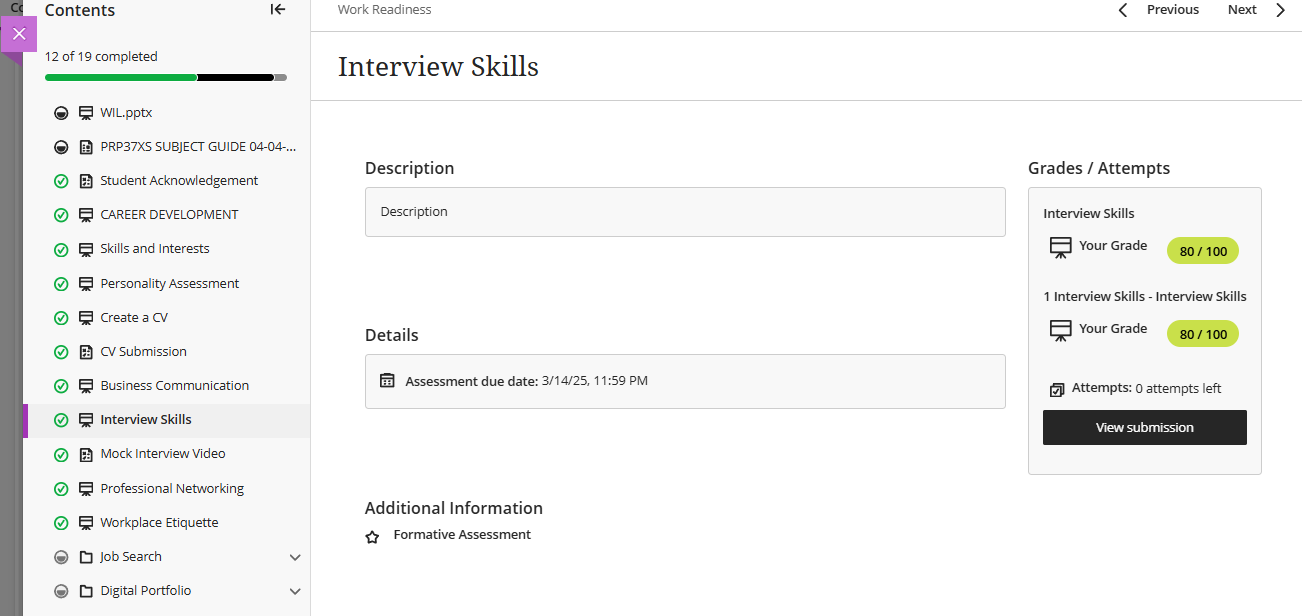 Co
Contents
12 of 19 completed
WIL.pptx
PRP37XS SUBJECT GUIDE 04-04-...
Student Acknowledgement
CAREER DEVELOPMENT
Skills and Interests
Personality Assessment
Create a CV
CV Submission
Business Communication
Interview Skills
Mock Interview Video
Professional Networking
Workplace Etiquette
Job Search
Digital Portfolio
Work Readiness
Previous
Next
Interview Skills
Description
Description
Details
Assessment due date: 3/14/25, 11:59 PM
Additional Information
Formative Assessment
Grades / Attempts
Interview Skills
Your Grade
80 / 100
1 Interview Skills - Interview Skills
Your Grade
80 / 100
Attempts: 0 attempts left
View submission